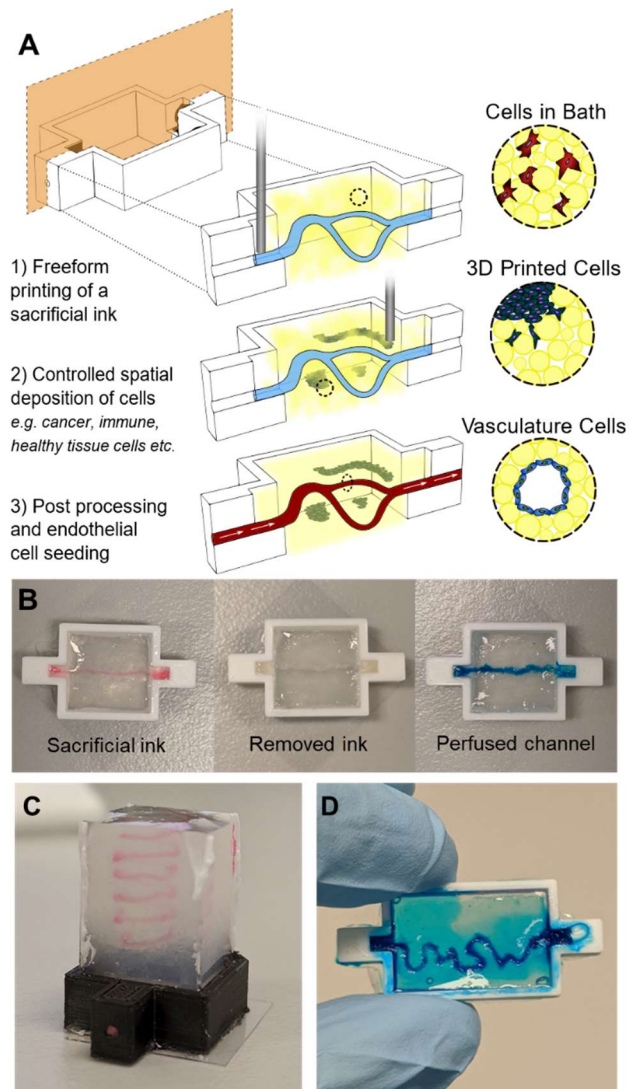 A
Cells in Bath
1) Freeform
printing of a
sacrificial ink
3D Printed Cells
2) Controlled spatial
deposition of cells
e.g. cancer, immune,
healthy tissue cells etc.
Vasculature Cells
3) Post processing
and endothelial
cell seeding
B
Sacrificial ink
Removed ink
Perfused channel
C
D